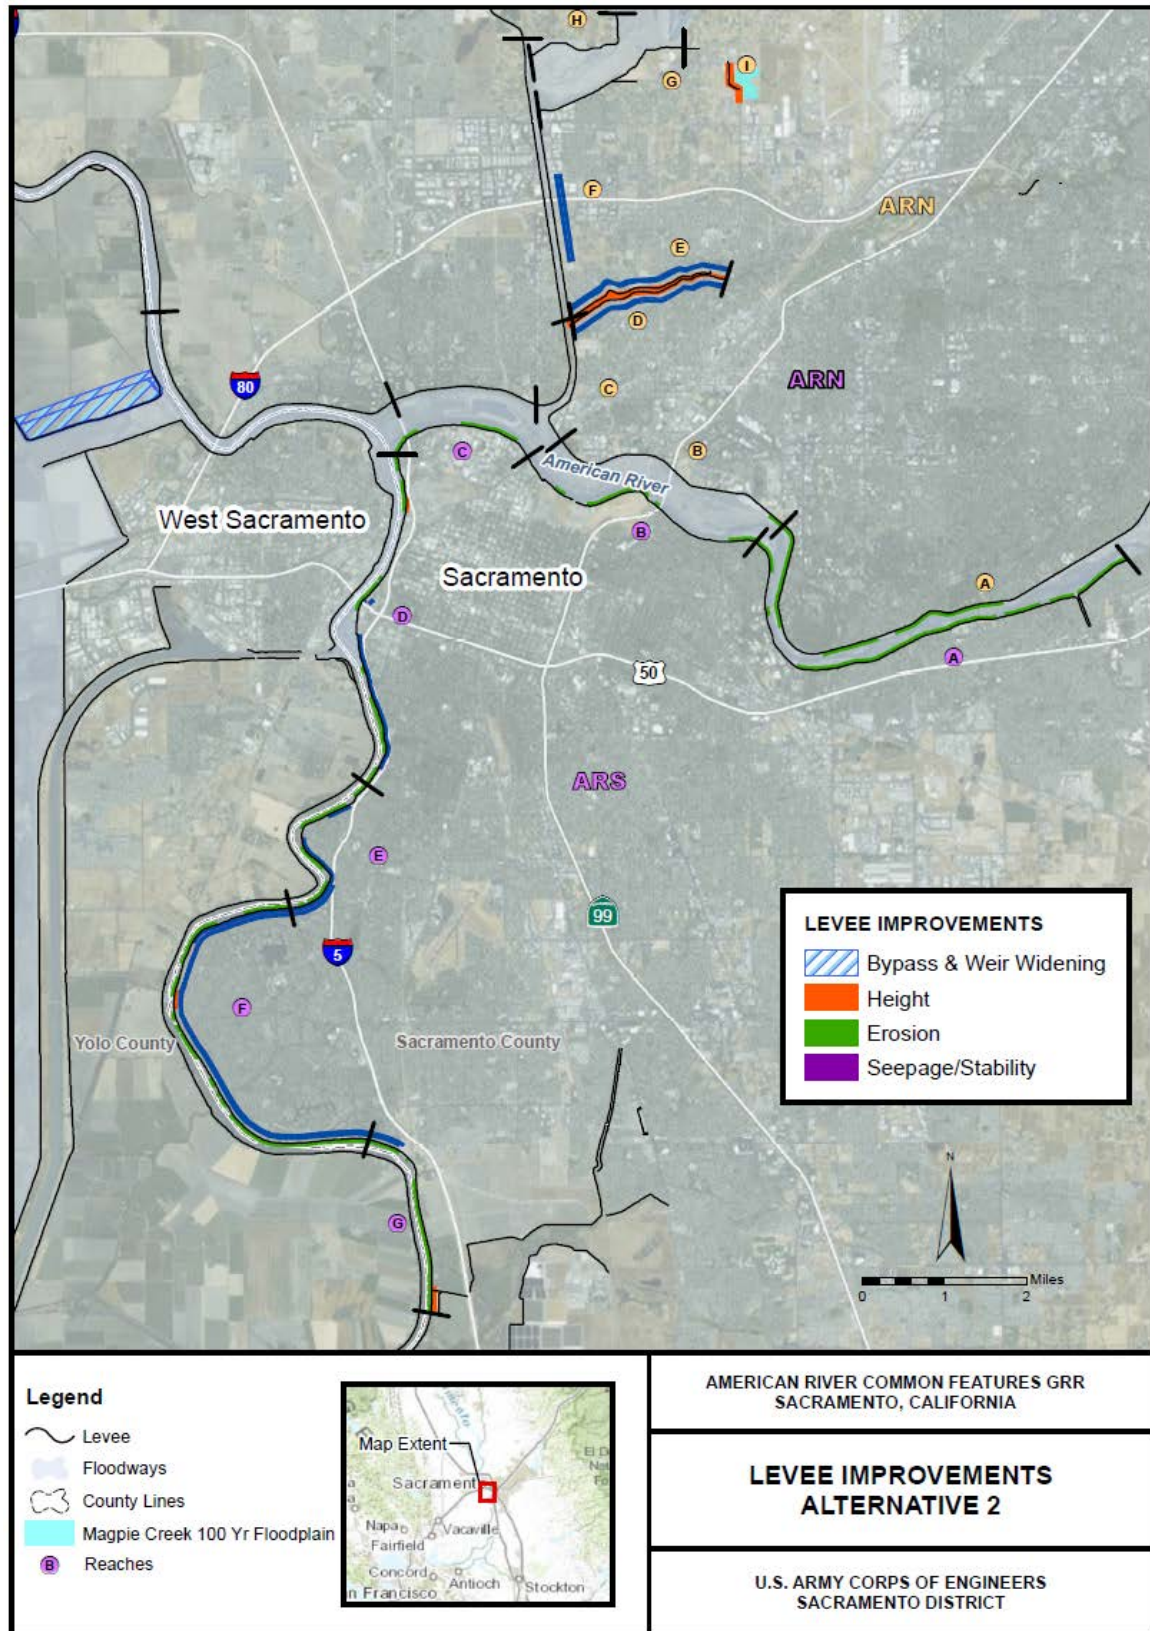 H
I
G
F
ARN
E
D
80
ARN
C
B
C
American River
West Sacramento
B
Sacramento
A
D
A
50
ARS
E
99
LEVEE IMPROVEMENTS
Bypass & Weir Widening
Height
Erosion
Seepage/Stability
5
F
Yolo County
Sacramento County
G
N
Miles
0 1 2
Legend
Levee
Floodways
County Lines
Magpie Creek 100 Yr Floodplain
B Reaches
Map Extent
Sacrament
Napa
Vacaville
Fairfield
Concord
Antioch
Stockton
n Francisco
AMERICAN RIVER COMMON FEATURES GRR
SACRAMENTO, CALIFORNIA
LEVEE IMPROVEMENTS
ALTERNATIVE 2
U.S. ARMY CORPS OF ENGINEERS
SACRAMENTO DISTRICT